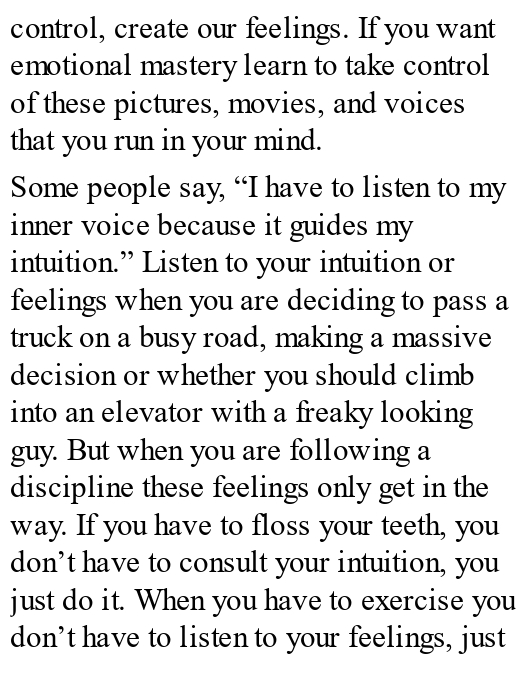 control, create our feelings. If you want
emotional mastery learn to take control
of these pictures, movies, and voices
that you run in your mind.
Some people say, “I have to listen to my
inner voice because it guides my
intuition.” Listen to your intuition or
feelings when you are deciding to pass a
truck on a busy road, making a massive
decision or whether you should climb
into an elevator with a freaky looking
guy. But when you are following a
discipline these feelings only get in the
way. If you have to floss your teeth, you
don’t have to consult your intuition, you
just do it. When you have to exercise you
don’t have to listen to your feelings, just